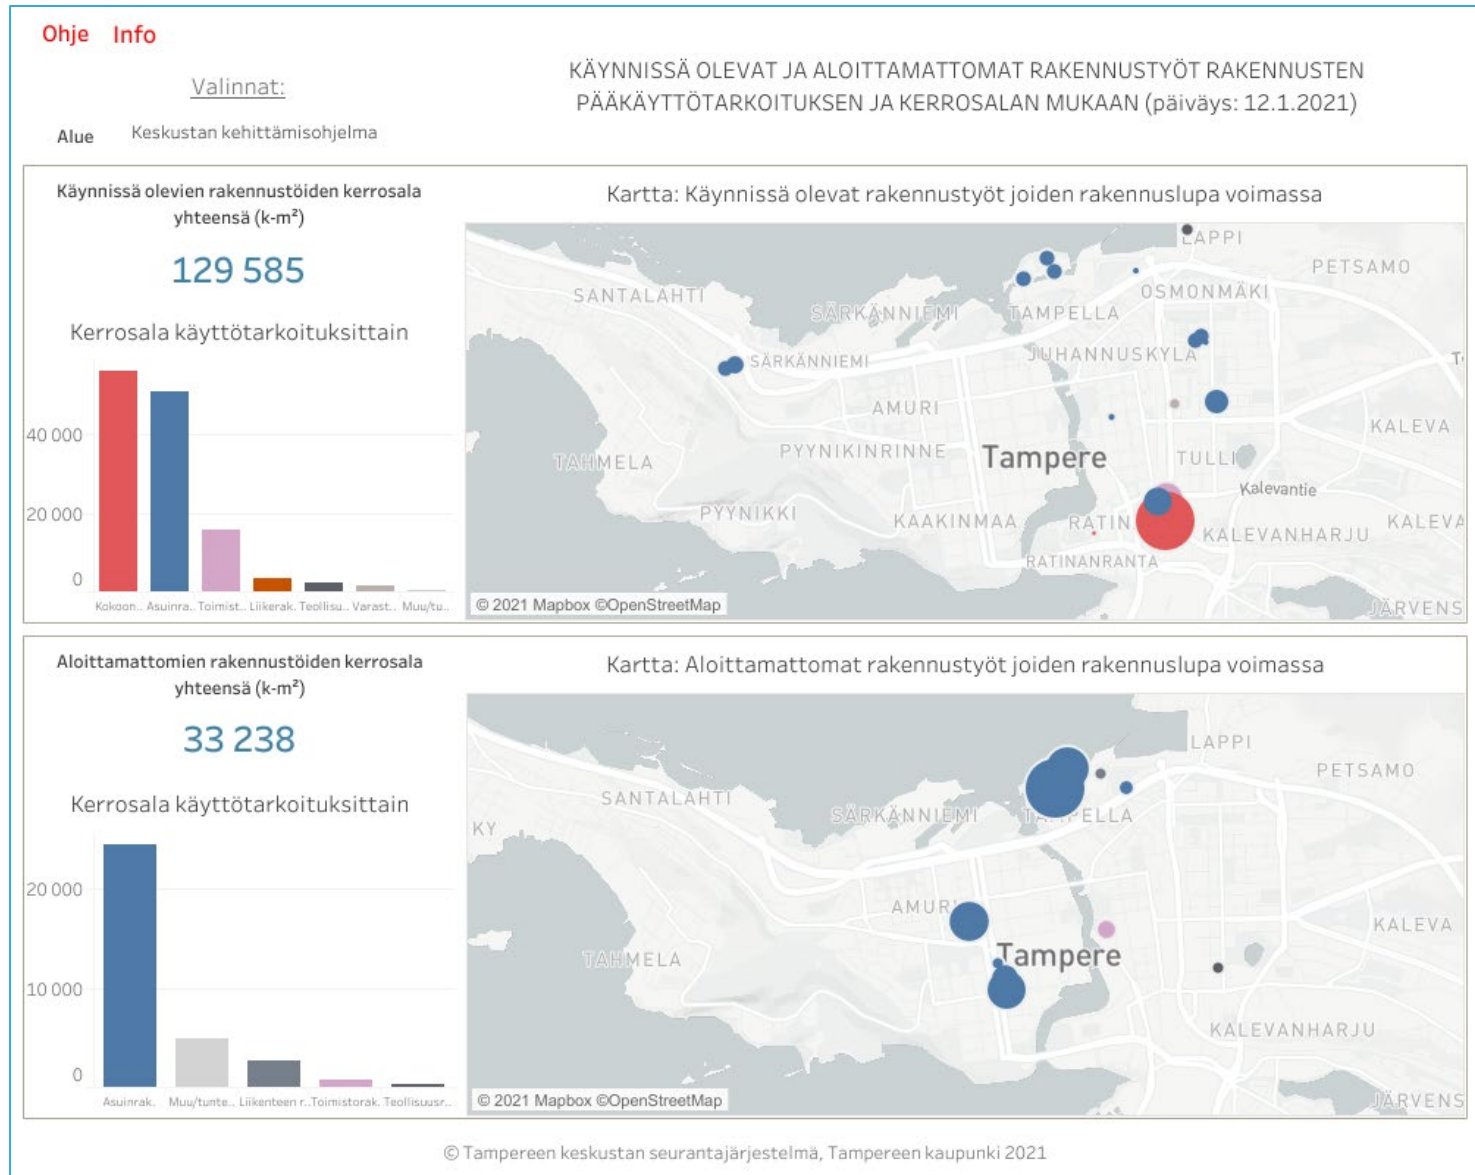 Ohje Info
Valinnat:
Alue Keskustan kehittämisohjelma
KÄYNNISSÄ OLEVAT JA ALOITTAMATTOMAT RAKENNUSTYÖT RAKENNUSTEN
PÄÄKÄYTTÖTARKOITUKSEN JA KERROSALAN MUKAAN (päiväys: 12.1.2021)
Käynnissä olevien rakennustöiden kerrosala
yhteensä (k-m²)
129 585
Kerrosala käyttötarkoituksittain
40 000
20 000
0
Kokoon.. Asuinra.. Toimist.. Liikerak. Teollisu.. Varast.. Muu/tu..
Kartta: Käynnissä olevat rakennustyöt joiden rakennuslupa voimassa
LAPPI
PETSAMO
SANTALAHTI
OSMONMÄKI
SÄRKÄNNIEMI
TAMPELLA
JUHANNUSKYLÄ
SÄRKÄNNIEMI
AMURI
KALEVA
PYYNIKINRINNE
Tampere
TULLI
TAHMELA
Kalevantie
PYYNIKKI
KAAKINMAA
RATIN
KALEVANHARJU
KALEVA
RATINANRANTA
JÄRVENS
© 2021 Mapbox ©OpenStreetMap
Aloittamattomien rakennustöiden kerrosala
yhteensä (k-m²)
33 238
Kerrosala käyttötarkoituksittain
20 000
10 000
0
Asuinrak. Muu/tunte.. Liikenteen r.. Toimistorak. Teollisuusr..
Kartta: Aloittamattomat rakennustyöt joiden rakennuslupa voimassa
LAPPI
PETSAMO
SANTALAHTI
SÄRKÄNNIEMI
TAMPELLA
KY
AMURI
KALEVA
Tampere
TAHMELA
KALEVANHARJU
JÄRVENS
© 2021 Mapbox ©OpenStreetMap
© Tampereen keskustan seurantajärjestelmä, Tampereen kaupunki 2021